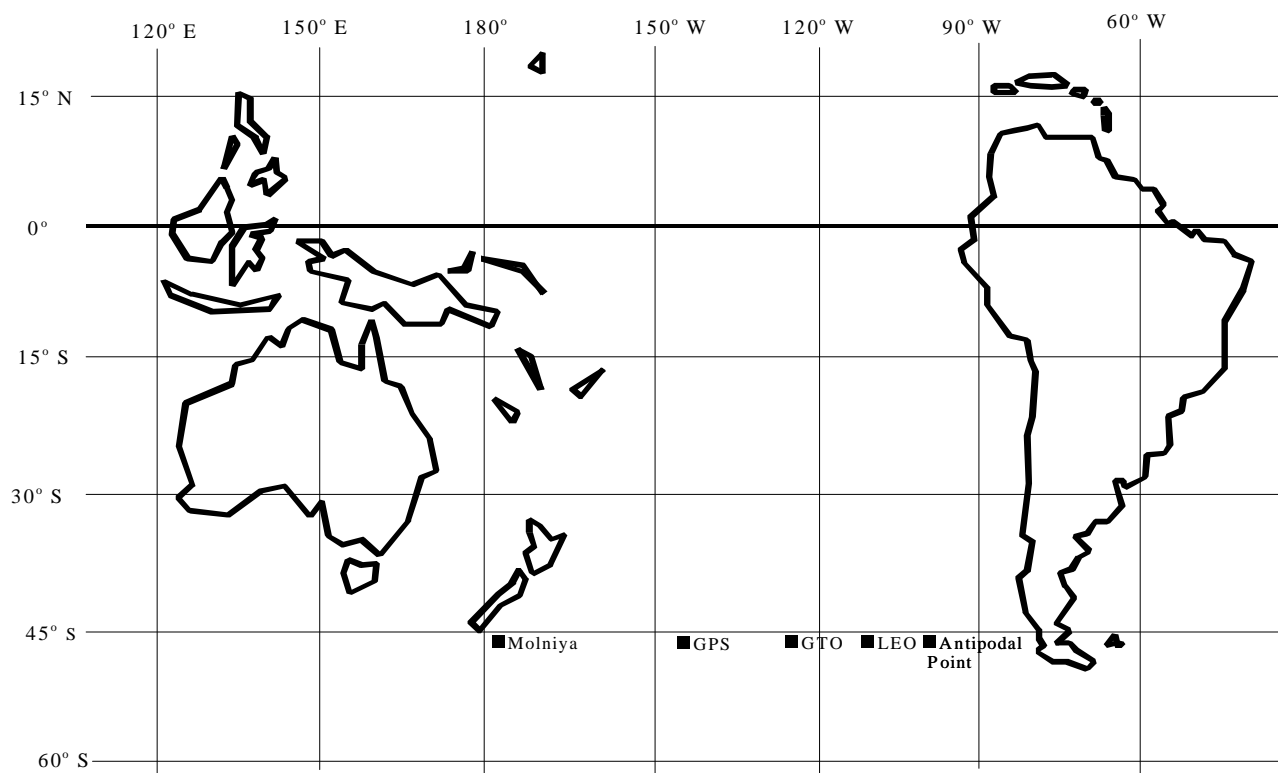 120° E 150° E 180° 150° W 120° W 90° W 60° W
15° N
0°
15° S
30° S
45° S
Molniya GPS GTO LEO Antipodal
Point
60° S